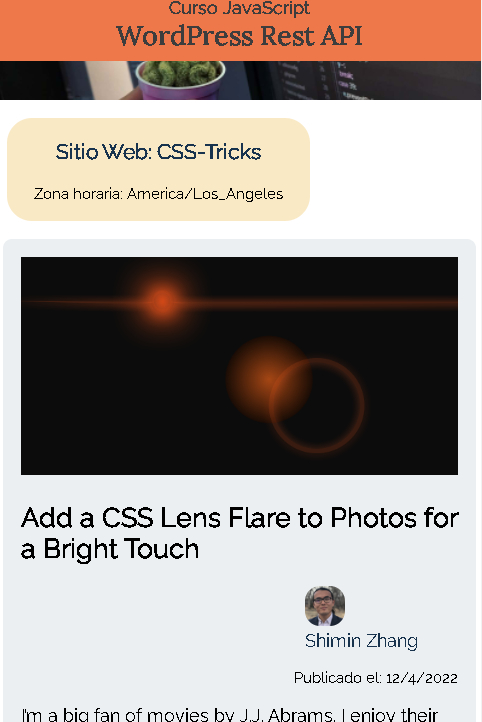 Curso JavaScript
WordPress Rest API
Sitio Web: CSS-Tricks
Zona horaria: America/Los_Angeles
Add a CSS Lens Flare to Photos for
a Bright Touch
Shimin Zhang
Publicado el: 12/4/2022
I'm a big fan of movies by J.J. Abrams. I enjoy their